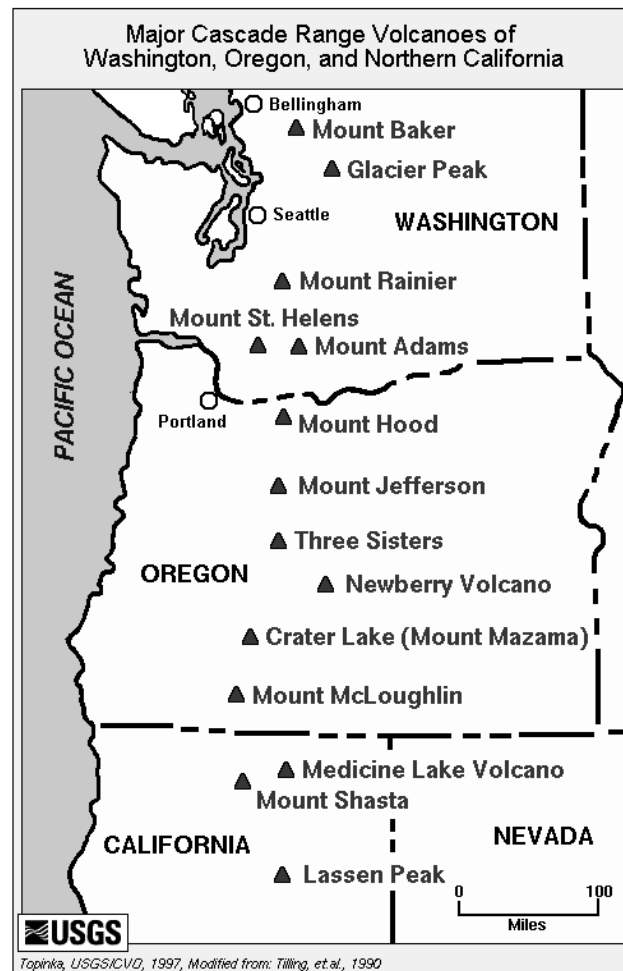 Major Cascade Range Volcanoes of
Washington, Oregon, and Northern California
Bellingham
Mount Baker
Glacier Peak
Seattle
WASHINGTON
Mount Rainier
Mount St. Helens
Mount Adams
PACIFIC OCEAN
Portland
Mount Hood
Mount Jefferson
Three Sisters
OREGON
Newberry Volcano
Crater Lake (Mount Mazama)
Mount McLoughlin
Medicine Lake Volcano
Mount Shasta
CALIFORNIA
NEVADA
Lassen Peak
0 100
Miles
USGS
Topinka, USGS/CVO, 1997, Modified from: Tilling, et.al., 1990